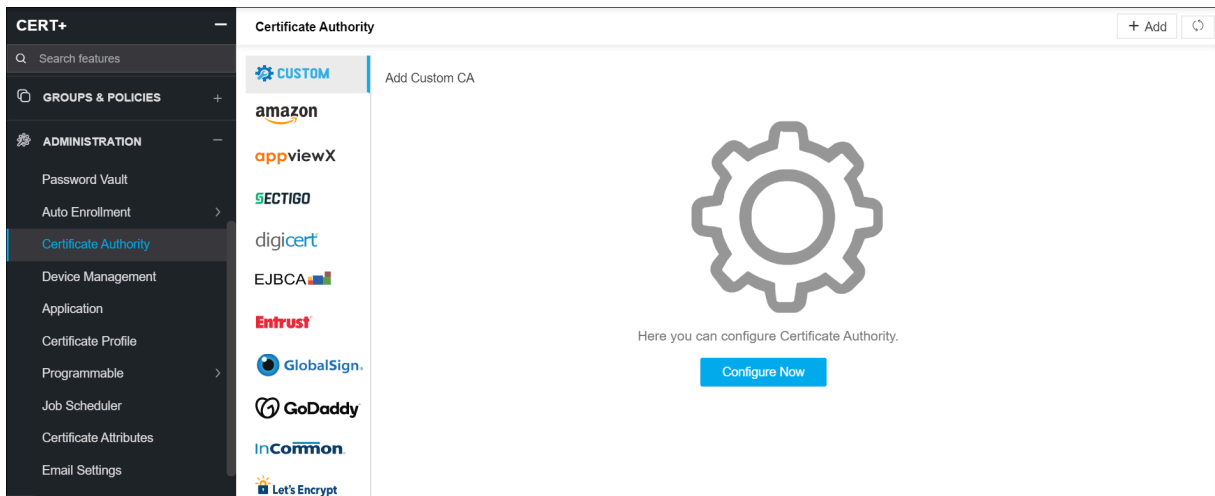 CERT+
Search features
GROUPS & POLICIES
ADMINISTRATION
Password Vault
Auto Enrollment
Certificate Authority
Device Management
Application
Certificate Profile
Programmable
Job Scheduler
Certificate Attributes
Email Settings
Certificate Authority
+ Add
CUSTOM
amazon
appviewX
SECTIGO
digicert
EJBCA
Entrust
GlobalSign.
GoDaddy
InCommon.
Let's Encrypt
Add Custom CA
Here you can configure Certificate Authority.
Configure Now